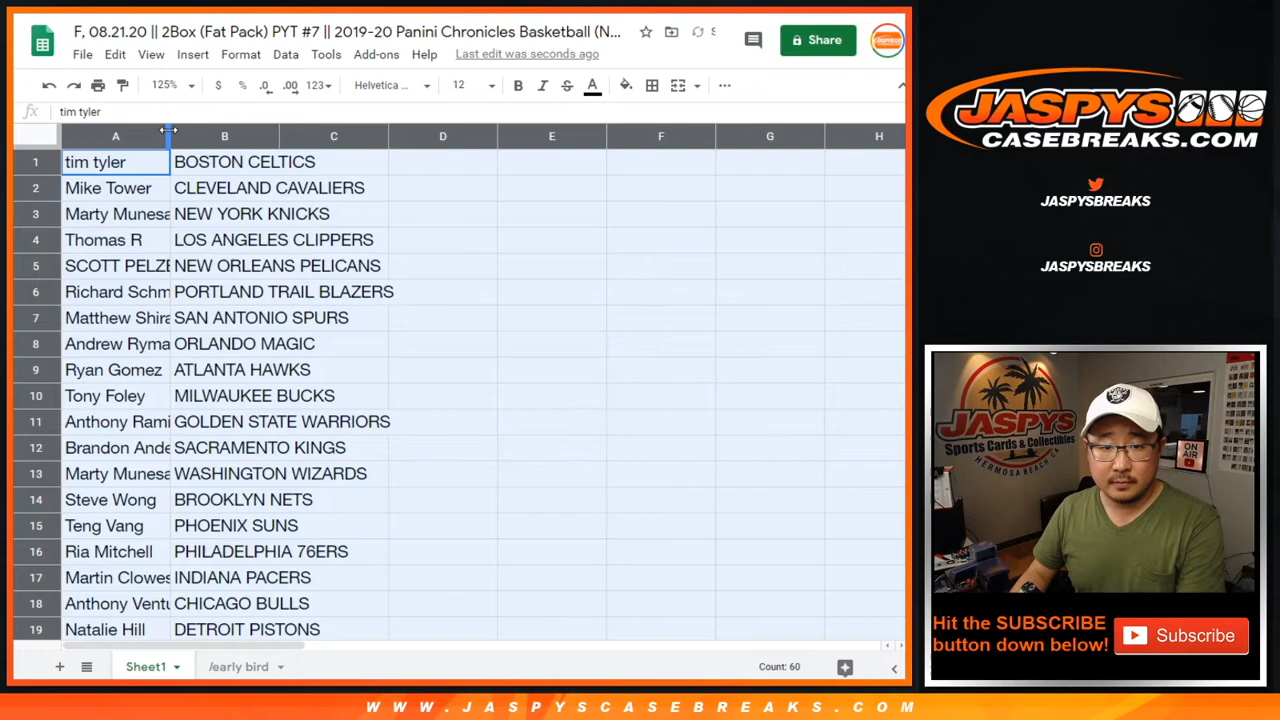 F, 08.21.20 || 2Box (Fat Pack) PYT #7 || 2019-20 Panini Chronicles Basketball (N...
File Edit View Insert Format Data Tools Add-ons Help Last edit was seconds ago
Share
125% $ % .0 .00 123 Helvetica ... 12 B I S A
fx tim tyler
A B C D E F G H
1 tim tyler BOSTON CELTICS
2 Mike Tower CLEVELAND CAVALIERS
3 Marty Munesa NEW YORK KNICKS
4 Thomas R LOS ANGELES CLIPPERS
5 SCOTT PELZE NEW ORLEANS PELICANS
6 Richard Schm PORTLAND TRAIL BLAZERS
7 Matthew Shira SAN ANTONIO SPURS
8 Andrew Ryma ORLANDO MAGIC
9 Ryan Gomez ATLANTA HAWKS
10 Tony Foley MILWAUKEE BUCKS
11 Anthony Rami GOLDEN STATE WARRIORS
12 Brandon Ande SACRAMENTO KINGS
13 Marty Munesa WASHINGTON WIZARDS
14 Steve Wong BROOKLYN NETS
15 Teng Vang PHOENIX SUNS
16 Ria Mitchell PHILADELPHIA 76ERS
17 Martin Clowes INDIANA PACERS
18 Anthony Ventu CHICAGO BULLS
19 Natalie Hill DETROIT PISTONS
Sheet1 /early bird Count: 60
JASPYS
CASEBREAKS.COM
JASPYSBREAKS
JASPYSBREAKS
JASPYS
Sports Cards & Collectibles
HERMOSA BEACH CA
ON AIR
Hit the SUBSCRIBE
button down below!
Subscribe
WWW.JASPYSCASEBREAKS.COM